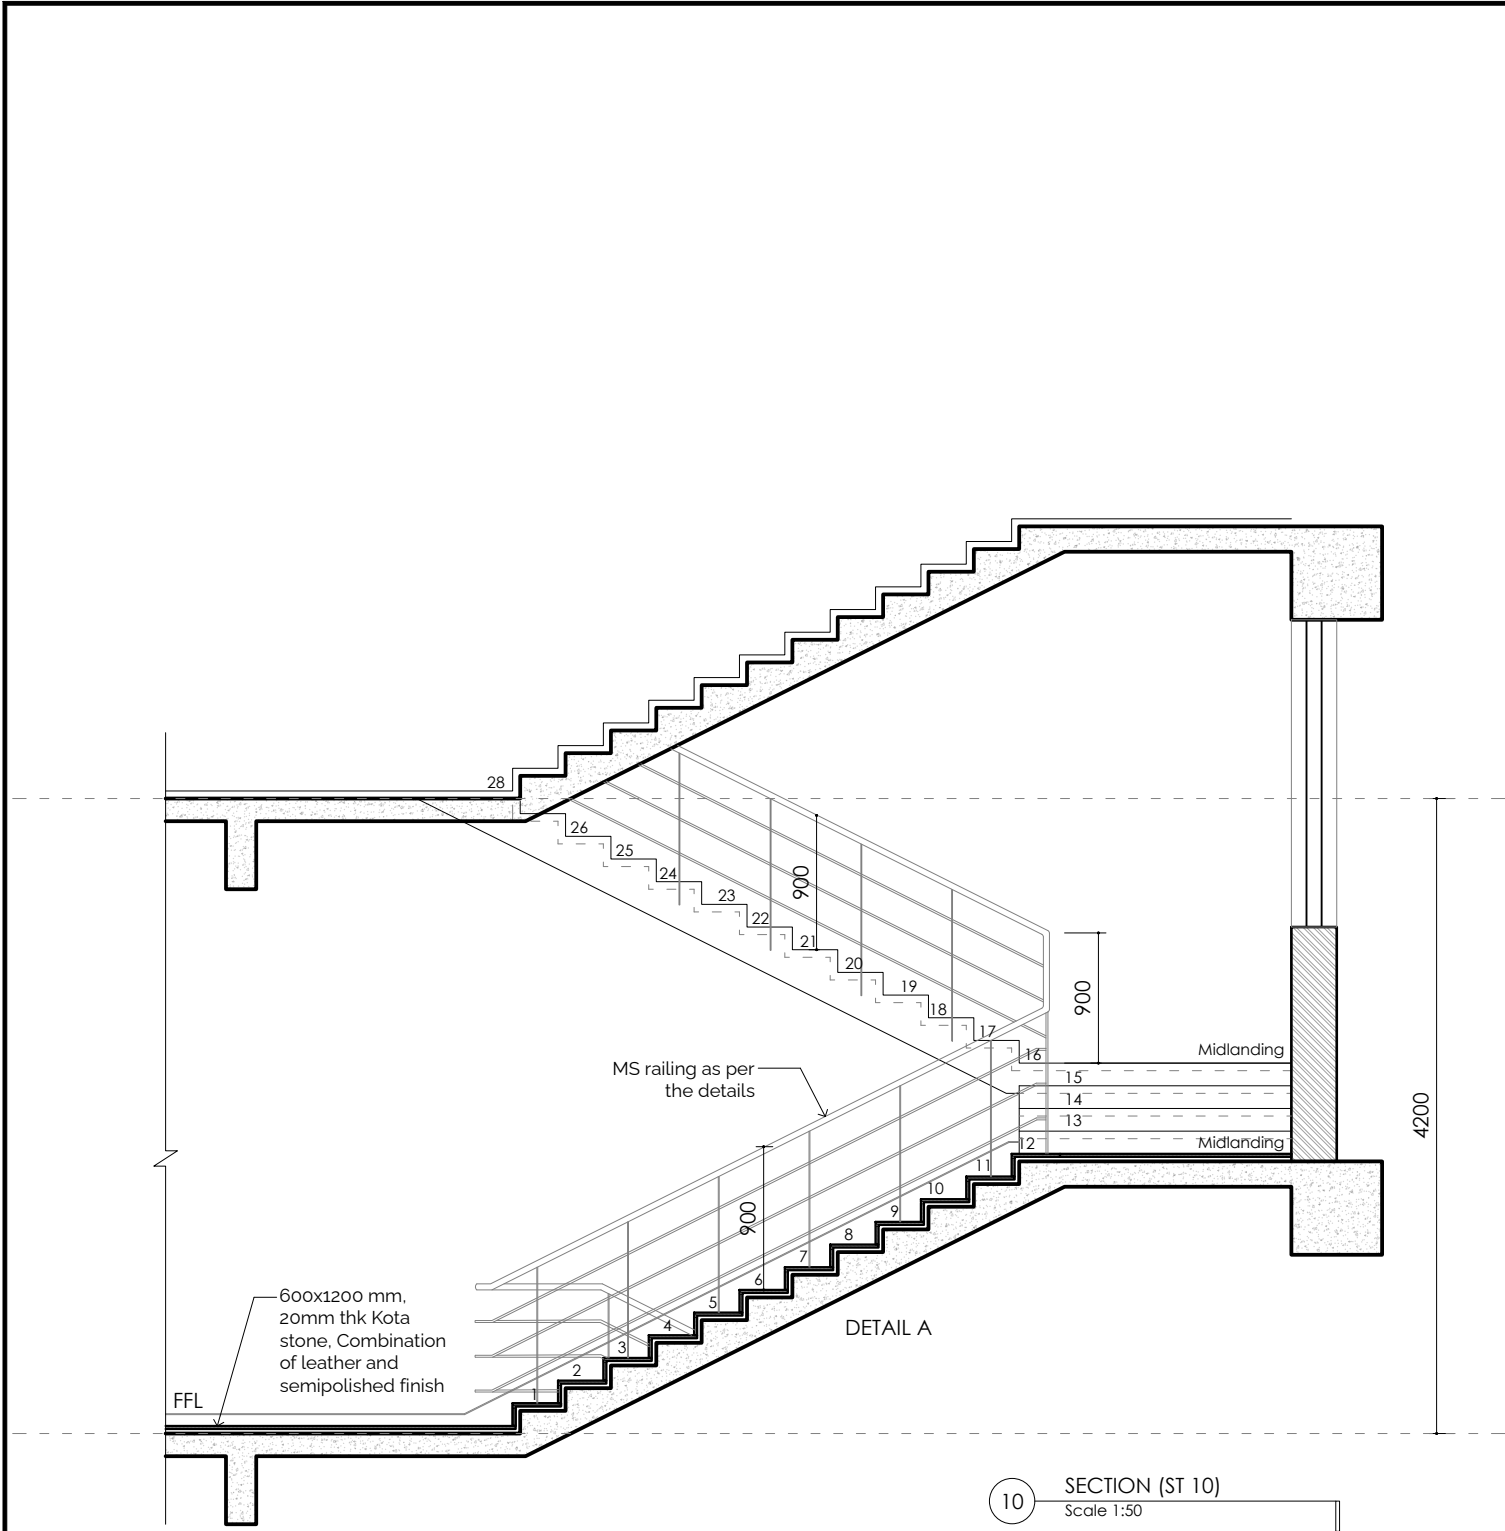 28
26
25
24
23
22
21
20
19
18
17
16
900
900
Midlanding
15
14
13
Midlanding
12
11
10
9
8
7
6
5
4
3
2
1
MS railing as per
the details
900
4200
DETAIL A
600x1200 mm,
20mm thk Kota
stone, Combination
of leather and
semipolished finish
FFL
10
SECTION (ST 10)
Scale 1:50